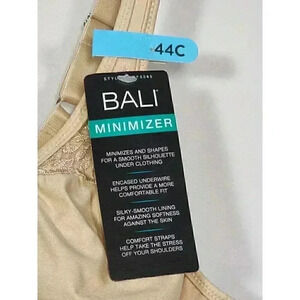 44C
BALI
MINIMIZER
MINIMIZES AND SHAPES
FOR A SMOOTH SILHOUETTE
UNDER CLOTHING
ENCASED UNDERWIRE
HELPS PROVIDE A MORE
COMFORTABLE FIT
SILKY-SMOOTH LINING
FOR AMAZING SOFTNESS
AGAINST THE SKIN
COMFORT STRAPS
HELP TAKE THE STRESS
OFF YOUR SHOULDERS